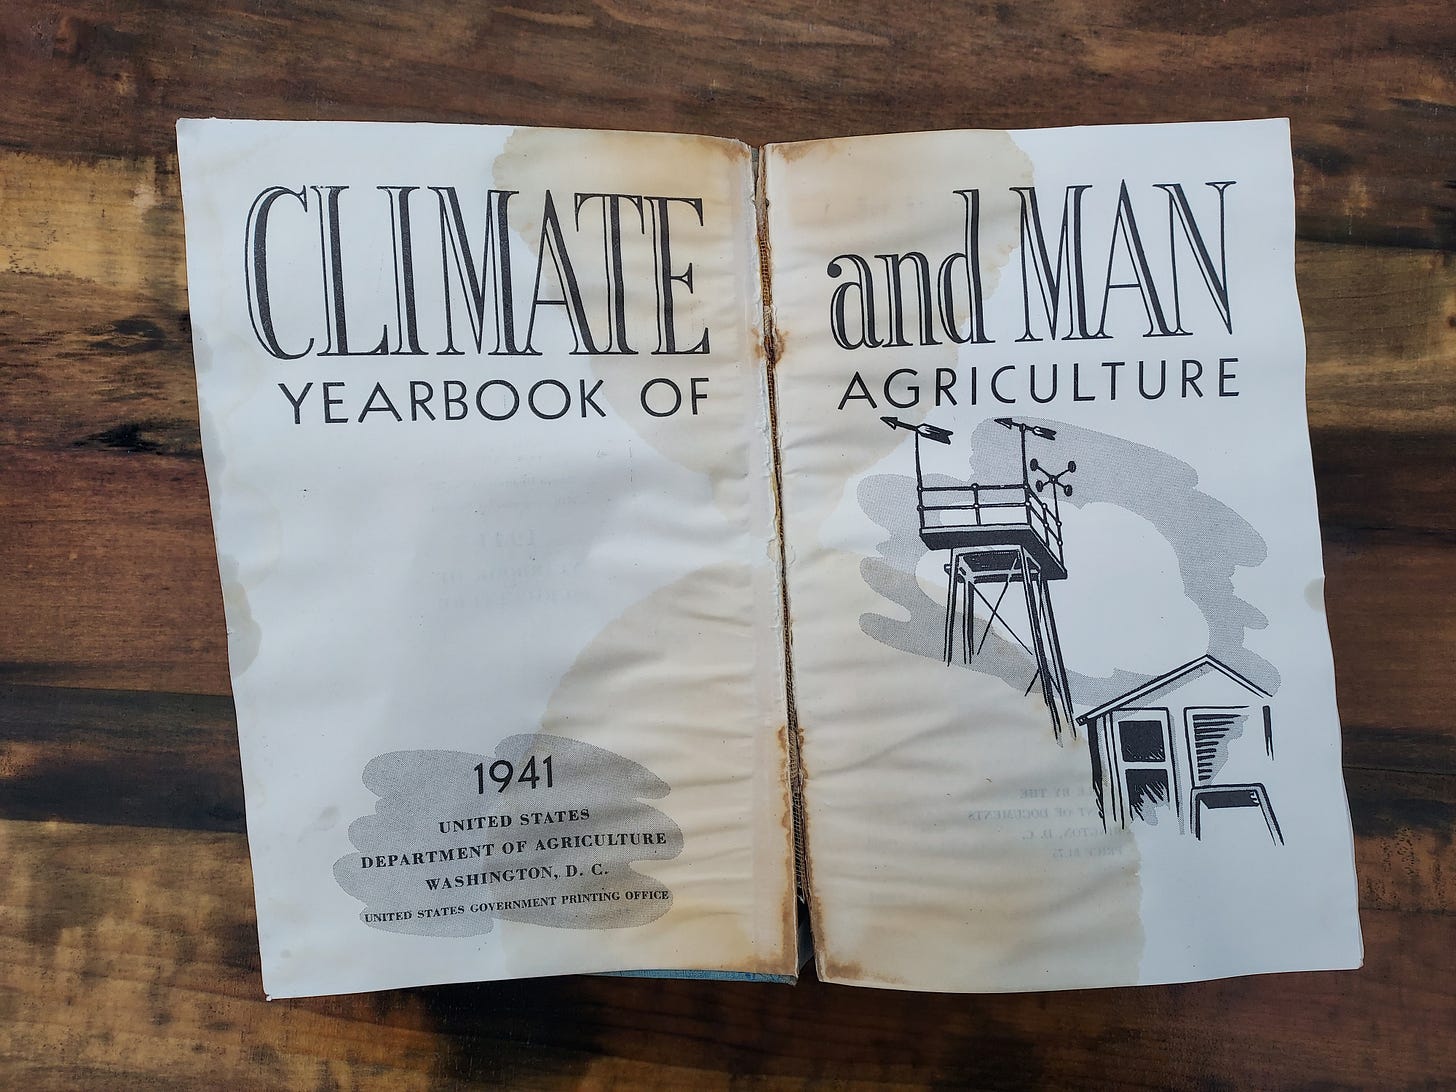 CLIMATE and MAN
YEARBOOK OF AGRICULTURE
1941
UNITED STATES
DEPARTMENT OF AGRICULTURE
WASHINGTON, D. C.
UNITED STATES GOVERNMENT PRINTING OFFICE